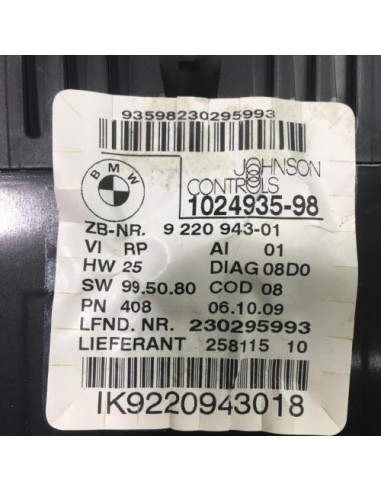 93598230295993
BMW
JOHNSON
CONTROLS
1024935-98
ZB-NR. 9 220 943-01
VI RP AI 01
HW 25 DIAG 08D0
SW 99.50.80 COD 08
PN 408 06.10.09
LFND. NR. 230295993
LIEFERANT 258115 10
IK9220943018